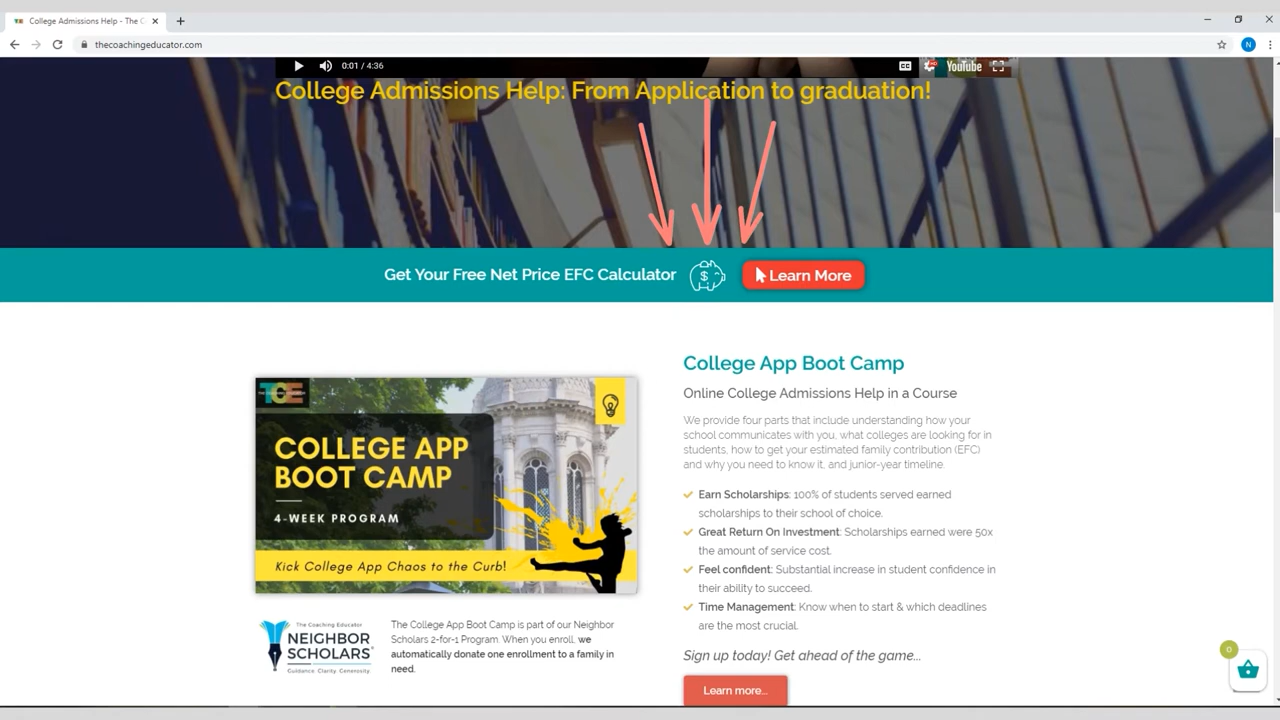 College Admissions Help - The C
thecoachingeducator.com
N
0:01 / 4:36
CC
HD
YouTube
College Admissions Help: From Application to graduation!
Get Your Free Net Price EFC Calculator
$
Learn More
College App Boot Camp
Online College Admissions Help in a Course
We provide four parts that include understanding how your
school communicates with you, what colleges are looking for in
students, how to get your estimated family contribution (EFC)
and why you need to know it, and junior-year timeline.
Earn Scholarships: 100% of students served earned
scholarships to their school of choice.
Great Return On Investment: Scholarships earned were 50x
the amount of service cost.
Feel confident: Substantial increase in student confidence in
their ability to succeed.
Time Management: Know when to start & which deadlines
are the most crucial.
Sign up today! Get ahead of the game...
Learn more...
TCE
THE COACHING EDUCATOR
COLLEGE APP
BOOT CAMP
4-WEEK PROGRAM
Kick College App Chaos to the Curb!
The Coaching Educator
NEIGHBOR
SCHOLARS
Guidance. Clarity. Generosity.
The College App Boot Camp is part of our Neighbor
Scholars 2-for-1 Program. When you enroll, we
automatically donate one enrollment to a family in
need.
0